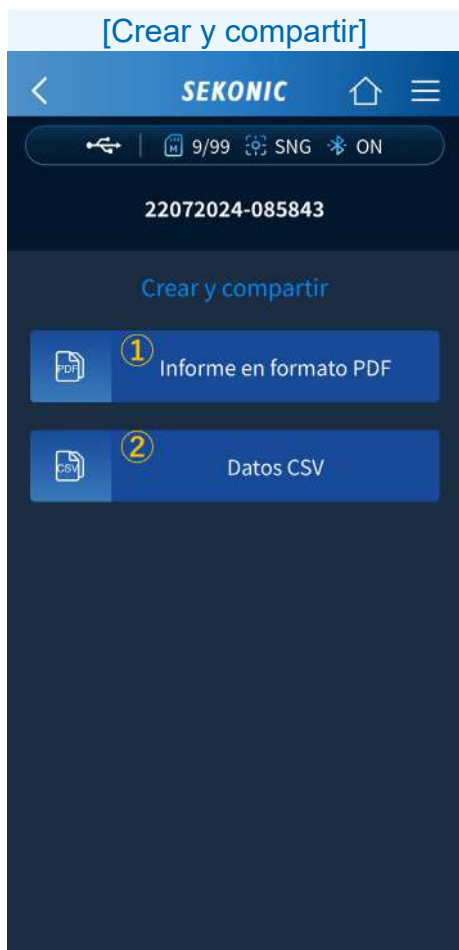 [Crear y compartir]
SEKONIC
M 9/99 SNG ON
22072024-085843
Crear y compartir
PDF ① Informe en formato PDF
CSV ② Datos CSV